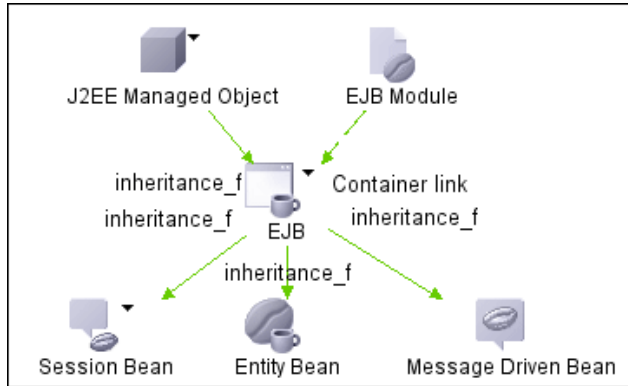 J2EE Managed Object
EJB Module
inheritance_f
Container link
inheritance_f
inheritance_f
EJB
inheritance_f
Session Bean
Entity Bean
Message Driven Bean